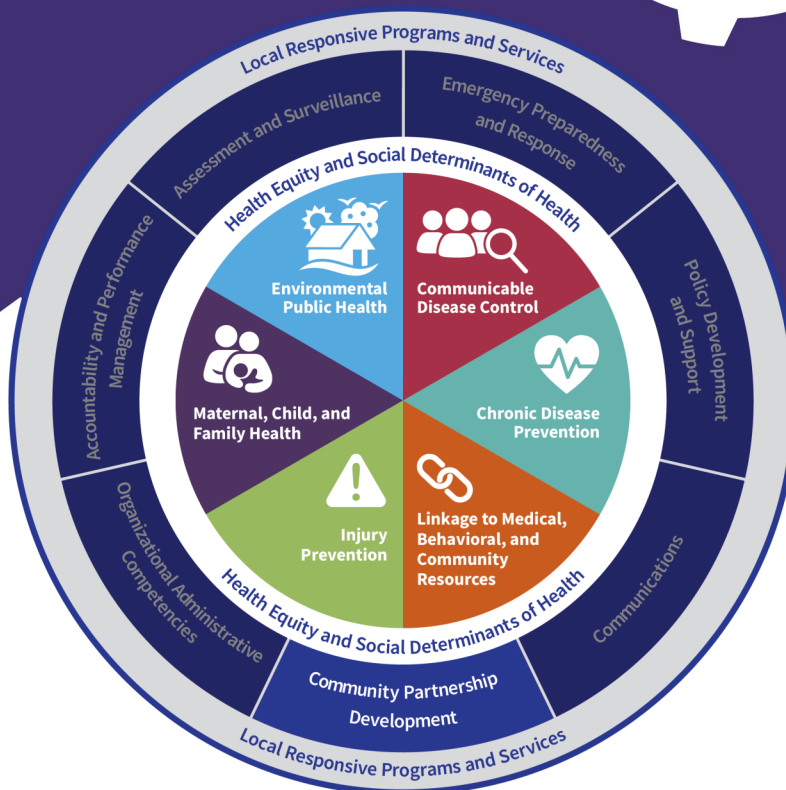 Local Responsive Programs and Services
Assessment and Surveillance
Emergency Preparedness
and Response
Health Equity and Social Determinants of Health
Accountability and Performance
Management
Policy Development
and Support
Environmental
Public Health
Communicable
Disease Control
Maternal, Child, and
Family Health
Chronic Disease
Prevention
Injury
Prevention
Linkage to Medical,
Behavioral, and
Community
Resources
Organizational Administrative
Competencies
Communications
Health Equity and Social Determinants of Health
Community Partnership
Development
Local Responsive Programs and Services